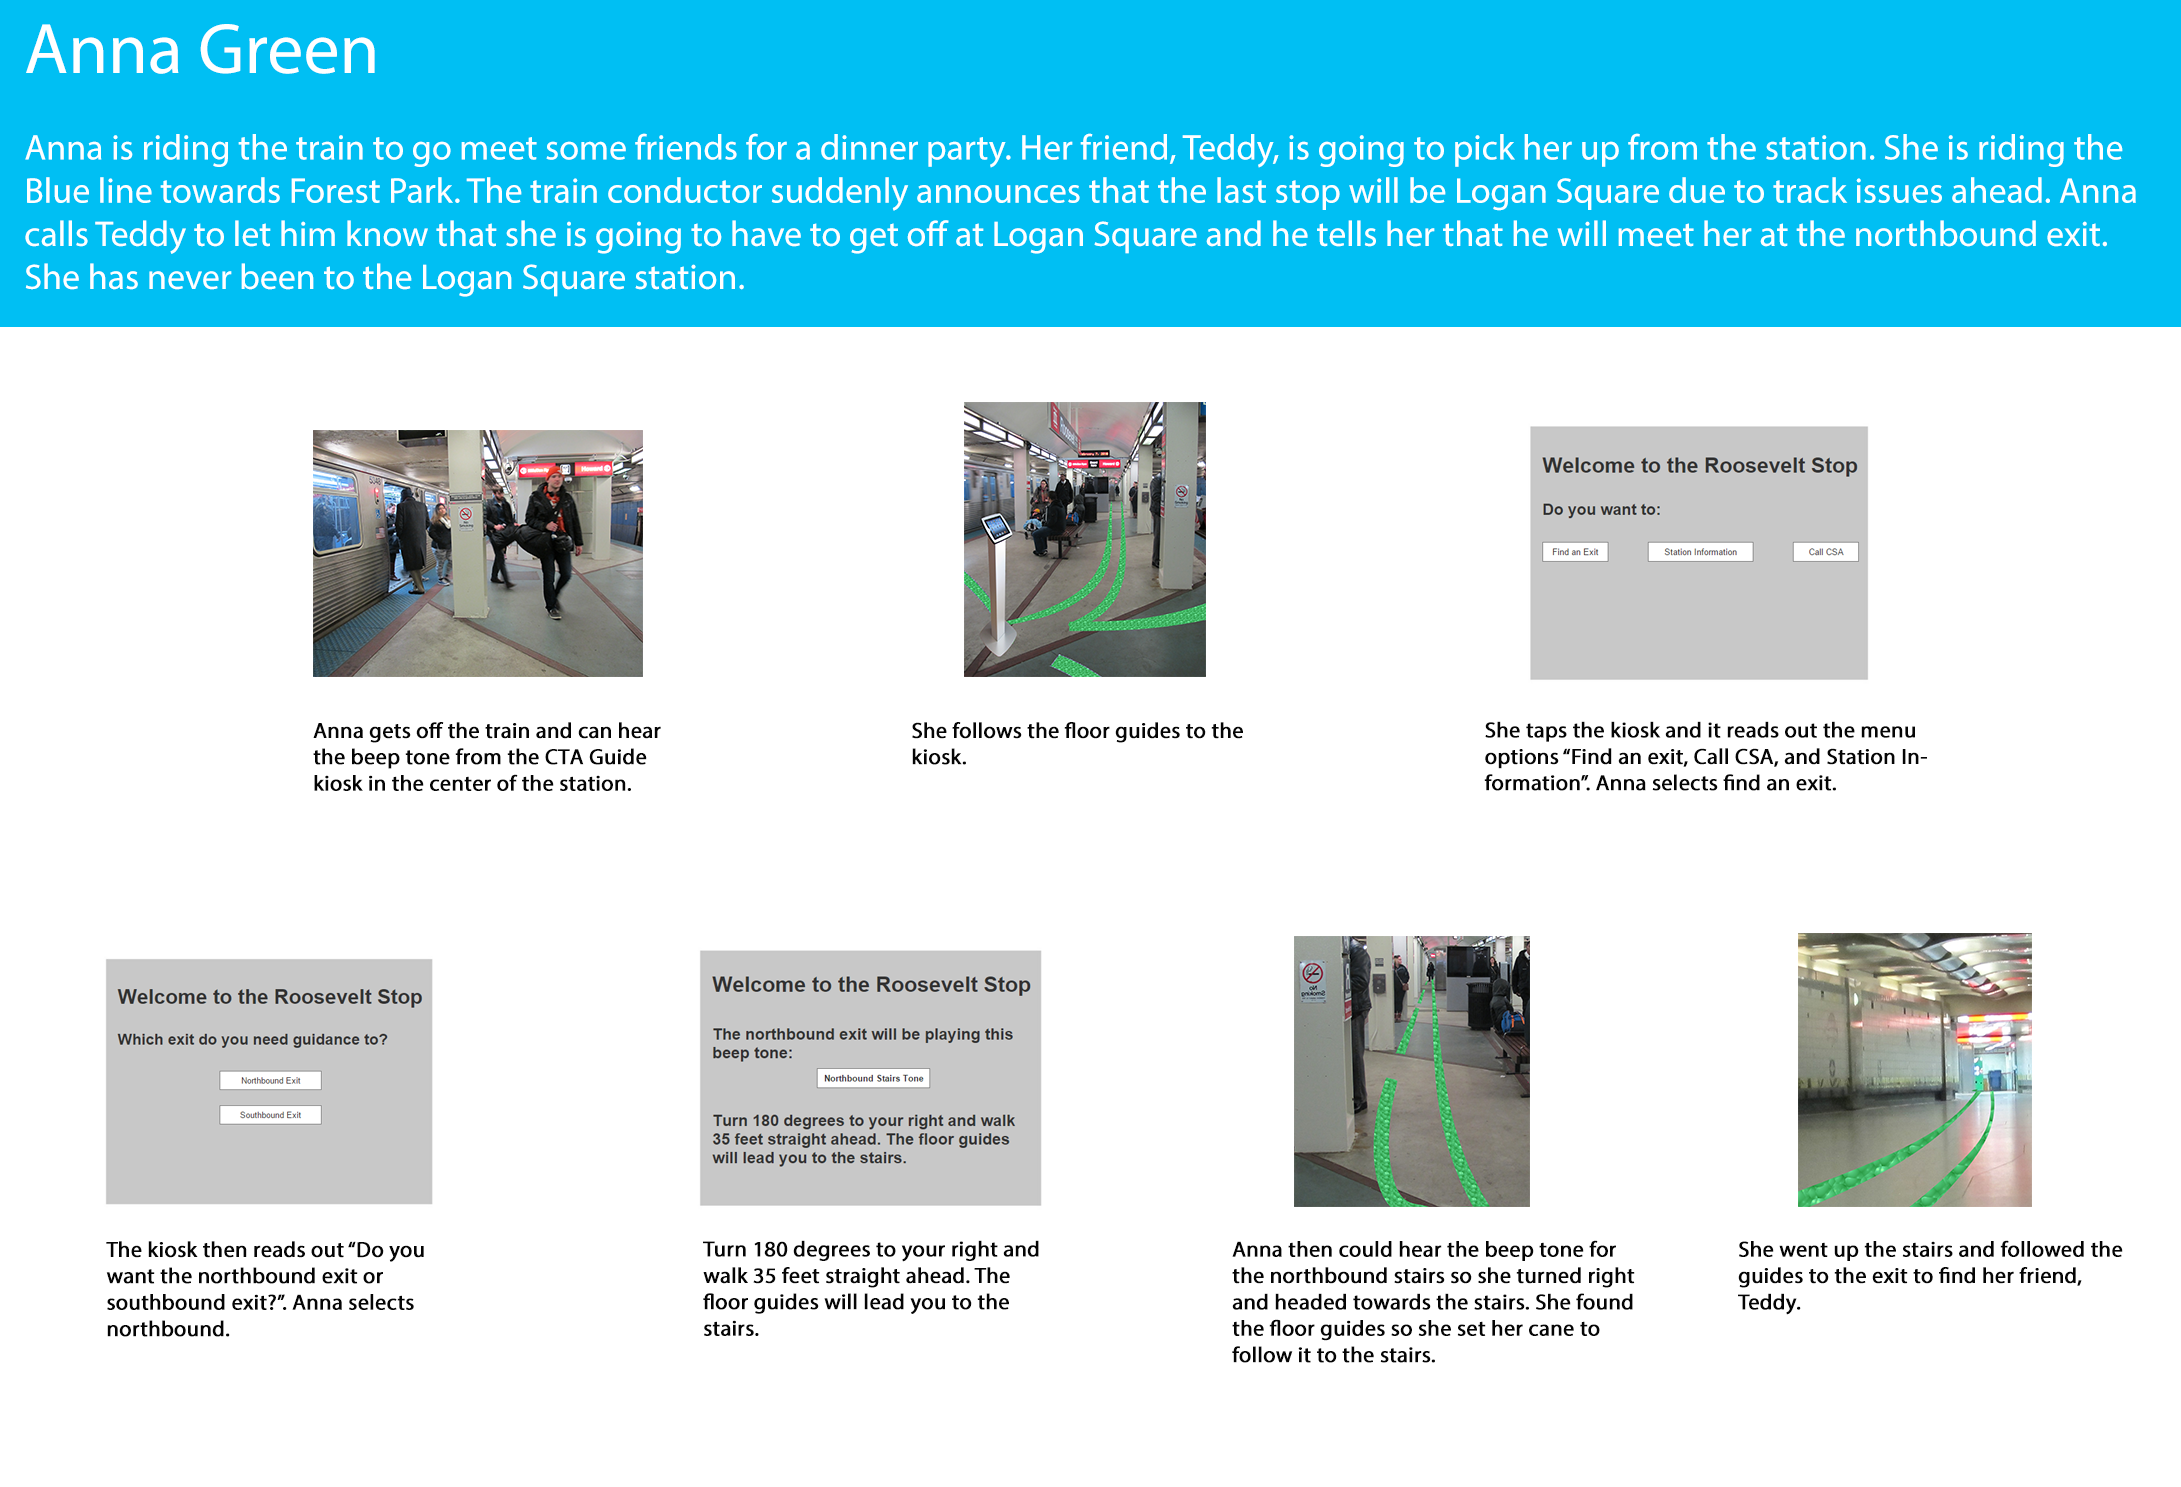 Anna Green
Anna is riding the train to go meet some friends for a dinner party. Her friend, Teddy, is going to pick her up from the station. She is riding the
Blue line towards Forest Park. The train conductor suddenly announces that the last stop will be Logan Square due to track issues ahead. Anna
calls Teddy to let him know that she is going to have to get off at Logan Square and he tells her that he will meet her at the northbound exit.
She has never been to the Logan Square station.
Howard
Anna gets off the train and can hear
the beep tone from the CTA Guide
kiosk in the center of the station.
She follows the floor guides to the
kiosk.
Welcome to the Roosevelt Stop
Do you want to:
Find an Exit
Station Information
Call CSA
She taps the kiosk and it reads out the menu
options “Find an exit, Call CSA, and Station In-
formation”. Anna selects find an exit.
Welcome to the Roosevelt Stop
Which exit do you need guidance to?
Northbound Exit
Southbound Exit
The kiosk then reads out “Do you
want the northbound exit or
southbound exit?”. Anna selects
northbound.
Welcome to the Roosevelt Stop
The northbound exit will be playing this
beep tone:
Northbound Stairs Tone
Turn 180 degrees to your right and walk
35 feet straight ahead. The floor guides
will lead you to the stairs.
Turn 180 degrees to your right and
walk 35 feet straight ahead. The
floor guides will lead you to the
stairs.
No
Smoking
Anna then could hear the beep tone for
the northbound stairs so she turned right
and headed towards the stairs. She found
the floor guides so she set her cane to
follow it to the stairs.
She went up the stairs and followed the
guides to the exit to find her friend,
Teddy.